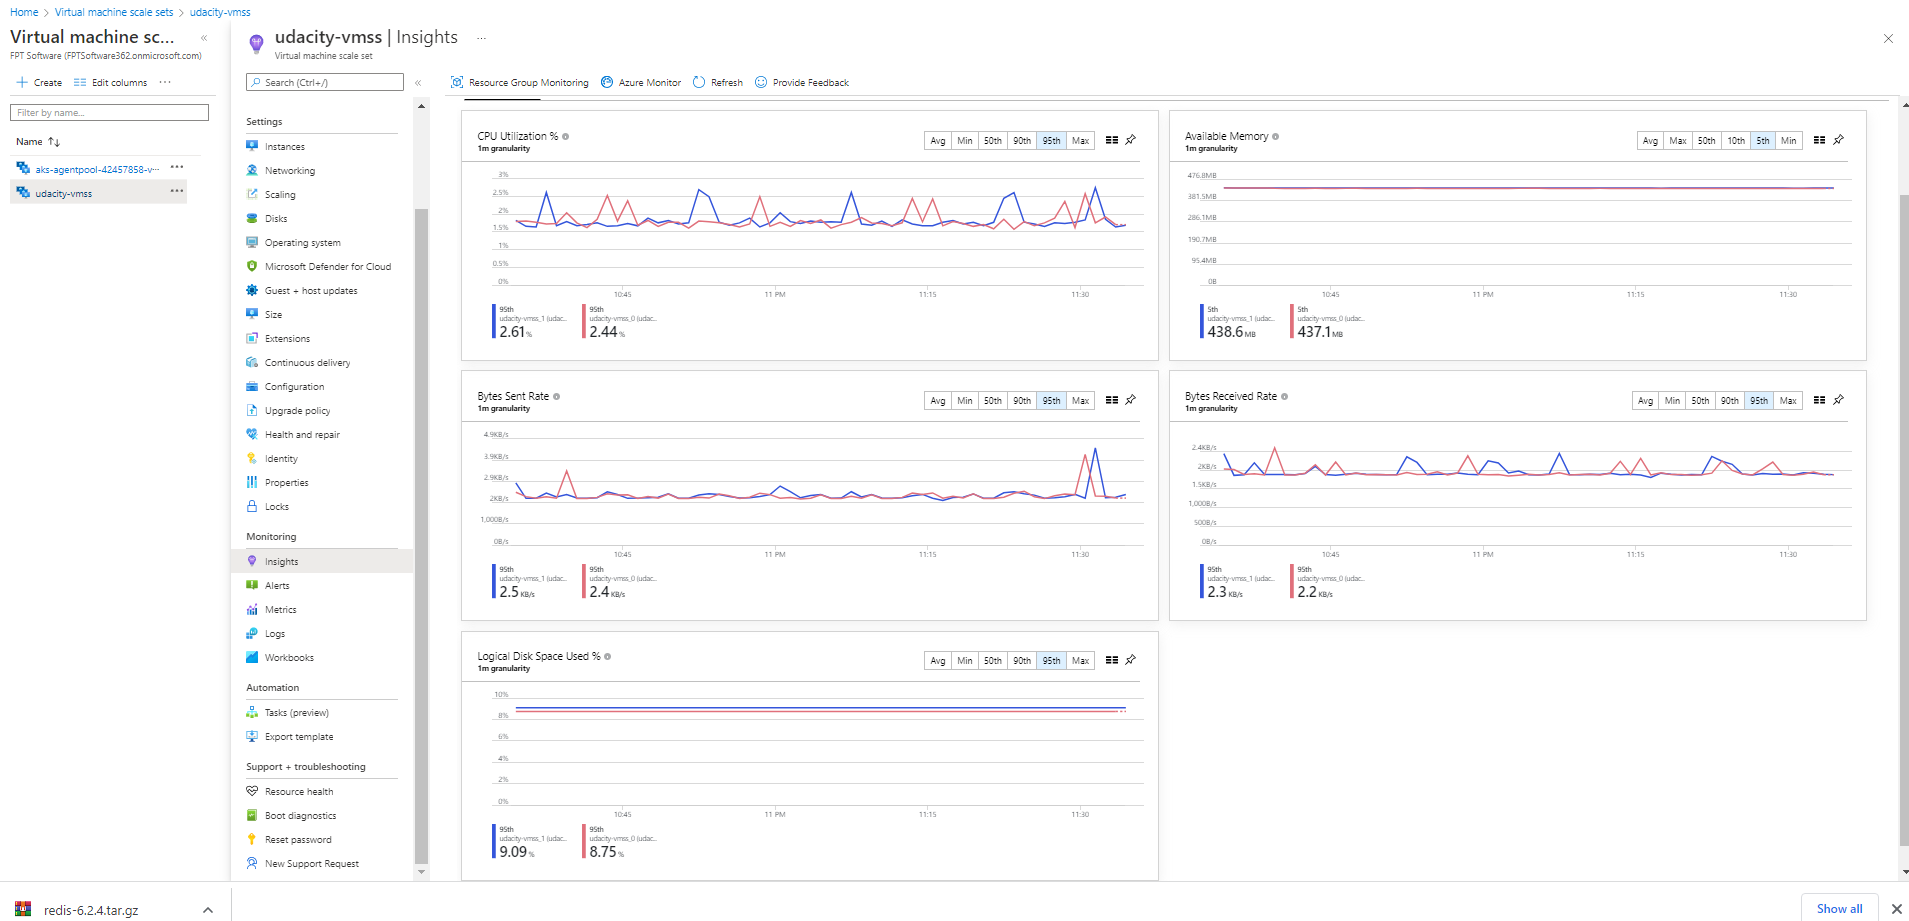 Home > Virtual machine scale sets > udacity-vmss
Virtual machine sc...
«
FPT Software (FPTSoftware362.onmicrosoft.com)
Create Edit columns ...
Filter by name...
Name ↑↓
aks-agentpool-42457858-v... ...
udacity-vmss ...
udacity-vmss | Insights ...
Virtual machine scale set
Search (Ctrl+/) «
Settings
Instances
Networking
Scaling
Disks
Operating system
Microsoft Defender for Cloud
Guest + host updates
Size
Extensions
Continuous delivery
Configuration
Upgrade policy
Health and repair
Identity
Properties
Locks
Monitoring
Insights
Alerts
Metrics
Logs
Workbooks
Automation
Tasks (preview)
Export template
Support + troubleshooting
Resource health
Boot diagnostics
Reset password
New Support Request
Resource Group Monitoring Azure Monitor Refresh Provide Feedback
CPU Utilization %
1m granularity
Avg Min 50th 90th 95th Max
3%
2.5%
2%
1.5%
1%
0.5%
0%
10:45 11 PM 11:15 11:30
95th 95th
udacity-vmss_1 (udac... udacity-vmss_0 (udac...
2.61 % 2.44 %
Available Memory
1m granularity
Avg Max 50th 10th 5th Min
476.8MB
381.5MB
286.1MB
190.7MB
95.4MB
0B
10:45 11 PM 11:15 11:30
5th 5th
udacity-vmss_1 (udac... udacity-vmss_0 (udac...
438.6 MB 437.1 MB
Bytes Sent Rate
1m granularity
Avg Min 50th 90th 95th Max
4.9KB/s
3.9KB/s
2.9KB/s
2KB/s
1,000B/s
0B/s
10:45 11 PM 11:15 11:30
95th 95th
udacity-vmss_1 (udac... udacity-vmss_0 (udac...
2.5 KB/s 2.4 KB/s
Bytes Received Rate
1m granularity
Avg Min 50th 90th 95th Max
2.4KB/s
2KB/s
1.5KB/s
1,000B/s
500B/s
0B/s
10:45 11 PM 11:15 11:30
95th 95th
udacity-vmss_1 (udac... udacity-vmss_0 (udac...
2.3 KB/s 2.2 KB/s
Logical Disk Space Used %
1m granularity
Avg Min 50th 90th 95th Max
10%
8%
6%
4%
2%
0%
10:45 11 PM 11:15 11:30
95th 95th
udacity-vmss_1 (udac... udacity-vmss_0 (udac...
9.09 % 8.75 %
redis-6.2.4.tar.gz
Show all